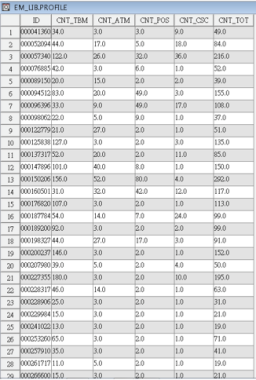 EM_LIB.PROFILE
ID CNT_TBM CNT_ATM CNT_POS CNT_CSC CNT_TOT
1 000041360 34.0 3.0 3.0 9.0 49.0
2 000052094 44.0 17.0 5.0 18.0 84.0
3 000057340 122.0 26.0 32.0 36.0 216.0
4 000076885 42.0 3.0 6.0 1.0 52.0
5 000089150 20.0 15.0 2.0 2.0 39.0
6 000094512 83.0 20.0 49.0 3.0 155.0
7 000096396 33.0 9.0 49.0 17.0 108.0
8 000098062 22.0 5.0 9.0 1.0 37.0
9 000122779 21.0 27.0 2.0 1.0 51.0
10 000125838 127.0 3.0 2.0 3.0 135.0
11 000137317 52.0 20.0 2.0 11.0 85.0
12 000147896 101.0 40.0 8.0 1.0 150.0
13 000150206 156.0 52.0 80.0 4.0 292.0
14 000160501 31.0 32.0 42.0 12.0 117.0
15 000176820 107.0 3.0 2.0 1.0 113.0
16 000187784 54.0 14.0 7.0 24.0 99.0
17 000189200 92.0 3.0 2.0 2.0 99.0
18 000198327 44.0 27.0 17.0 3.0 91.0
19 000200237 146.0 3.0 2.0 1.0 152.0
20 000207980 39.0 5.0 2.0 4.0 50.0
21 000227355 180.0 3.0 2.0 10.0 195.0
22 000228317 46.0 14.0 2.0 1.0 63.0
23 000228906 25.0 3.0 2.0 1.0 31.0
24 000229984 15.0 3.0 2.0 1.0 21.0
25 000241022 13.0 3.0 2.0 1.0 19.0
26 000253260 65.0 3.0 2.0 1.0 71.0
27 000257910 35.0 3.0 2.0 1.0 41.0
28 000261717 11.0 5.0 2.0 1.0 19.0
29 000266600 15.0 3.0 2.0 1.0 21.0